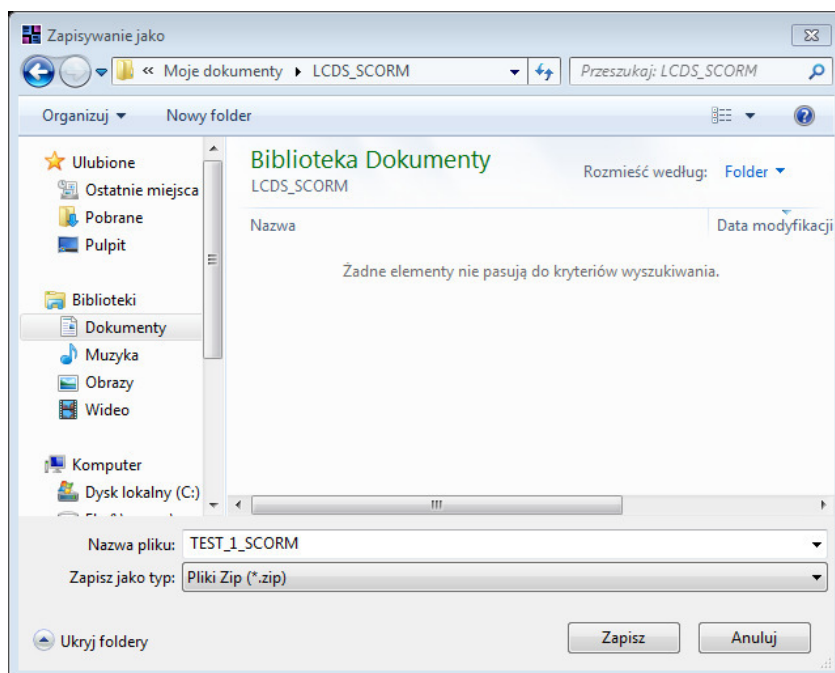 Zapisywanie jako
« Moje dokumenty ▸ LCDS_SCORM
Przeszukaj: LCDS_SCORM
Organizuj
Nowy folder
Ulubione
Ostatnie miejsca
Pobrane
Pulpit
Biblioteki
Dokumenty
Muzyka
Obrazy
Wideo
Komputer
Dysk lokalny (C:)
Biblioteka Dokumenty
LCDS_SCORM
Rozmieść według: Folder
Nazwa
Data modyfikacji
Żadne elementy nie pasują do kryteriów wyszukiwania.
Nazwa pliku: TEST_1_SCORM
Zapisz jako typ: Pliki Zip (*.zip)
Ukryj foldery
Zapisz
Anuluj